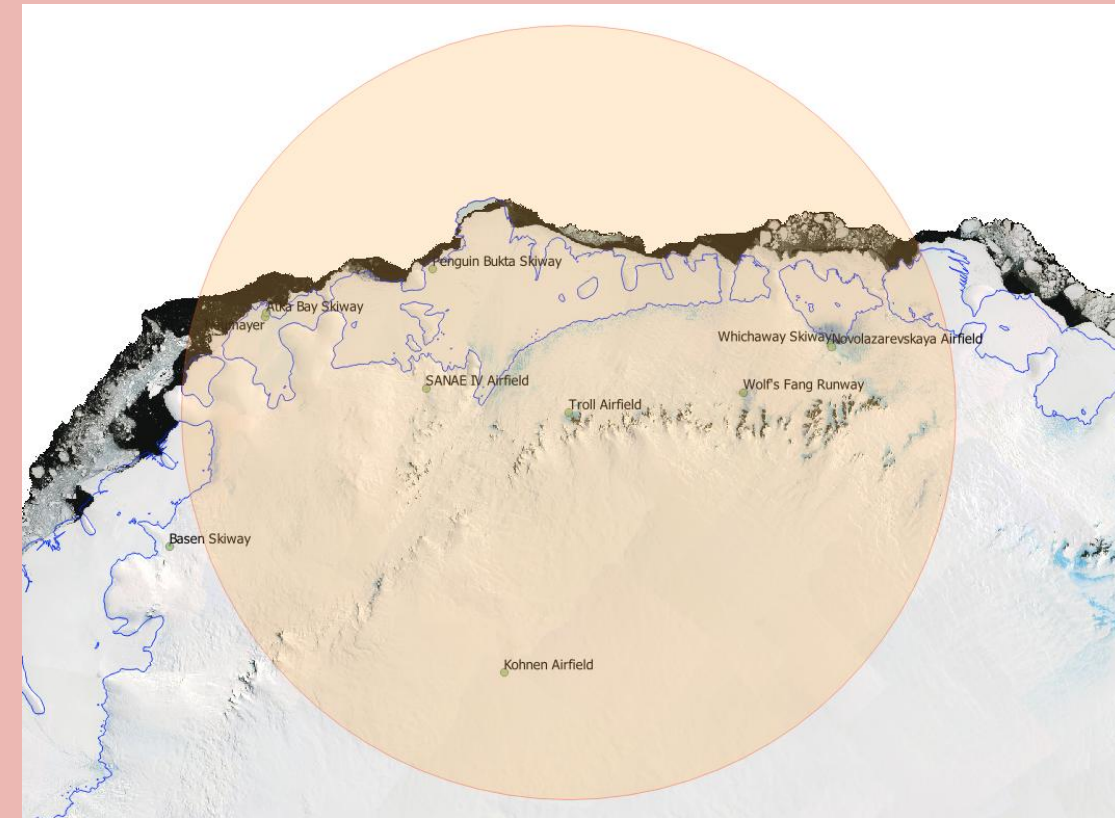 Penguin Bukta Skiway
Atka Bay Skiway
mayer
Whichaway Skiway
Novolazarevskaya Airfield
SANAE IV Airfield
Wolf's Fang Runway
Troll Airfield
Basen Skiway
Kohnen Airfield